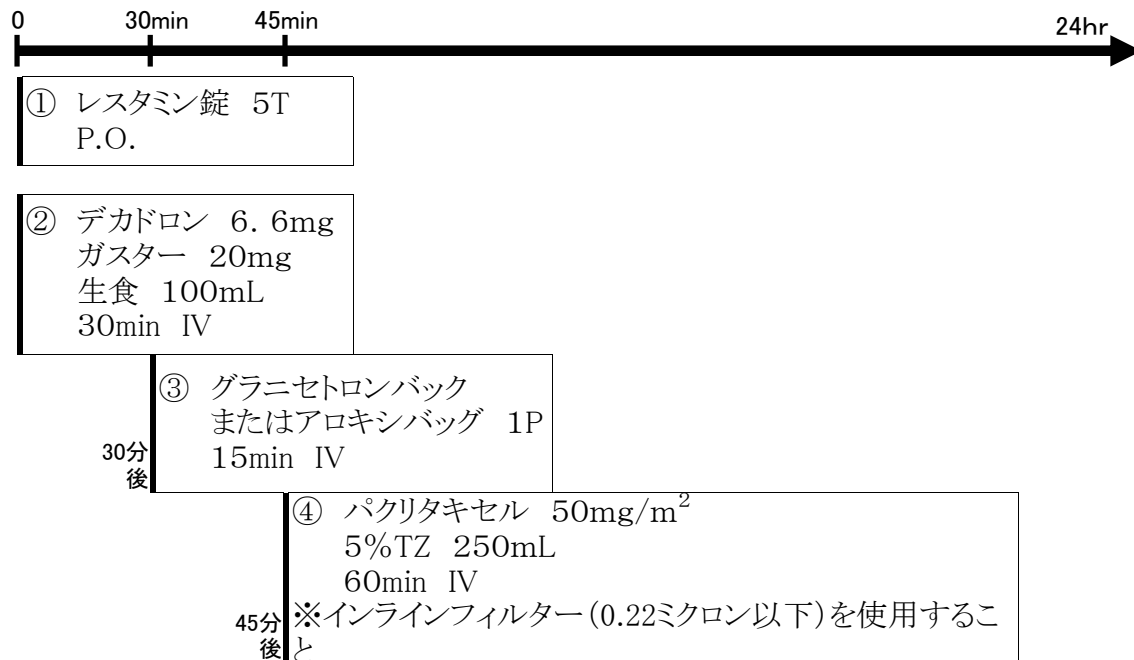 0 30min 45min 24hr
① レスタミン錠 5T
P.O.
② デカドロン 6.6mg
ガスター 20mg
生食 100mL
30min IV
③ グラニセトロンバック
またはアロキシバッグ 1P
15min IV
30分
後
④ パクリタキセル 50mg/m²
5%TZ 250mL
60min IV
※インラインフィルター(0.22ミクロン以下)を使用するこ
と
45分
後